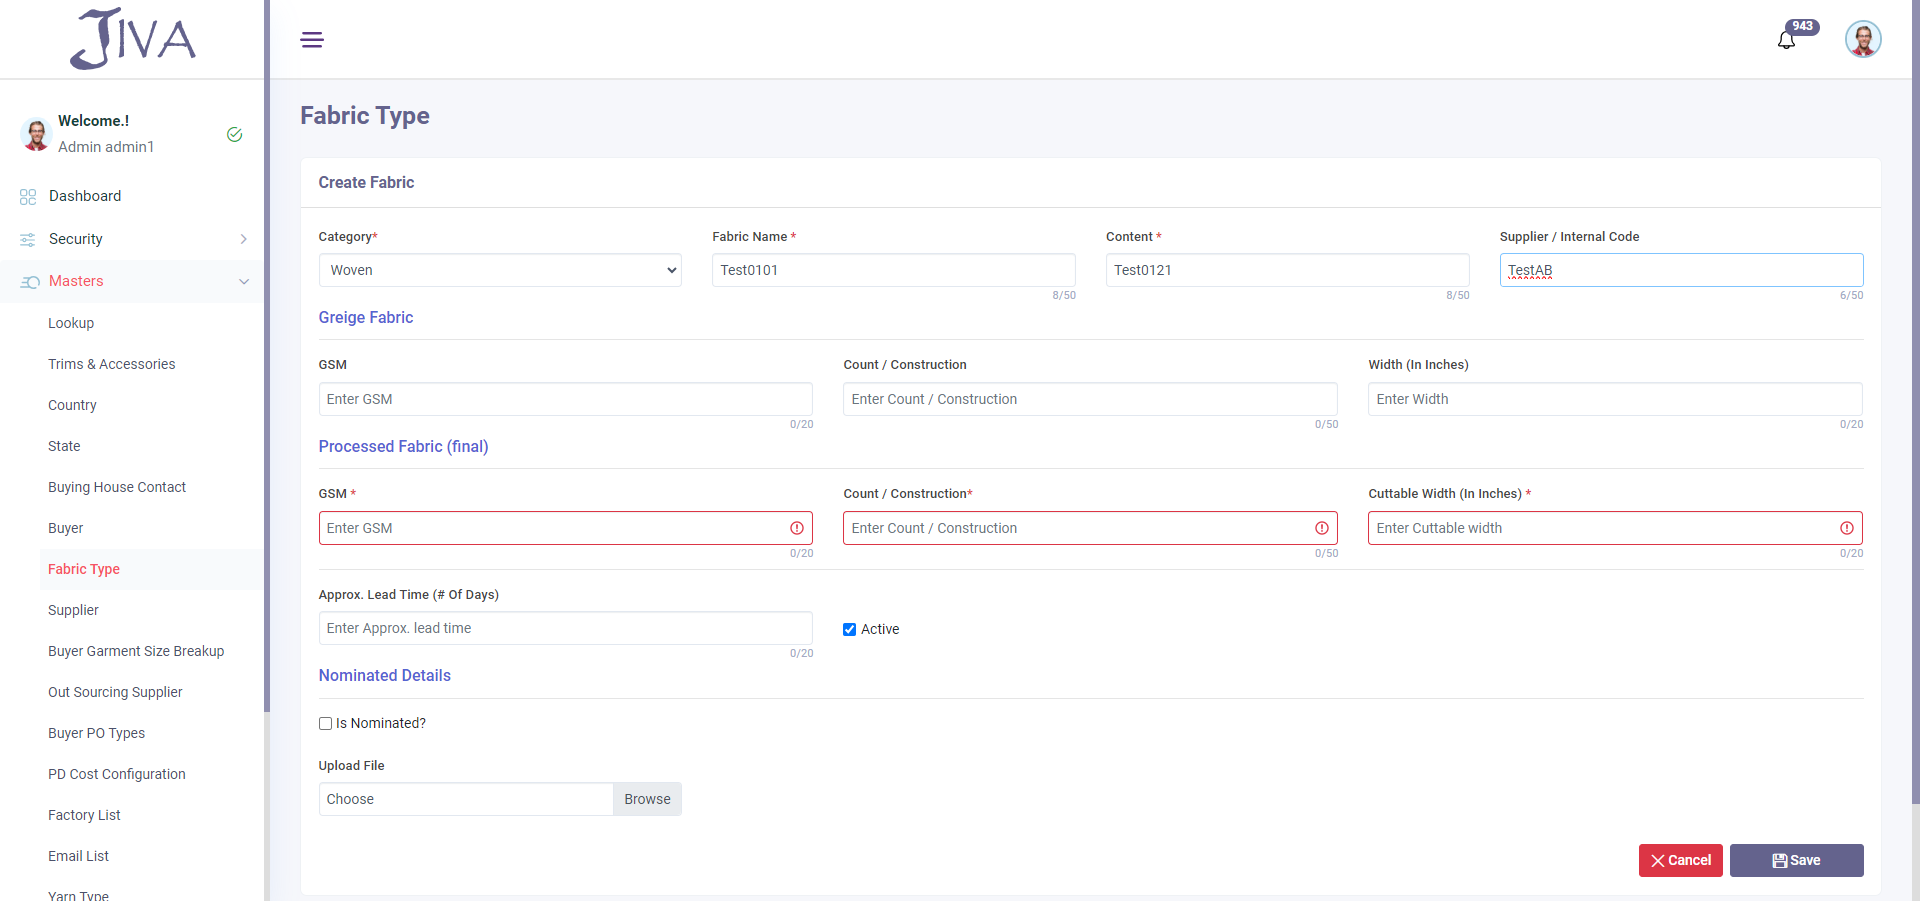 JIVA
943
Welcome.!
Admin admin1
Dashboard
Security
Masters
Lookup
Trims & Accessories
Country
State
Buying House Contact
Buyer
Fabric Type
Supplier
Buyer Garment Size Breakup
Out Sourcing Supplier
Buyer PO Types
PD Cost Configuration
Factory List
Email List
Yarn Type
Fabric Type
Create Fabric
Category* Fabric Name * Content * Supplier / Internal Code
Woven Test0101 Test0121 TestAB
8/50 8/50 6/50
Greige Fabric
GSM Count / Construction Width (In Inches)
Enter GSM Enter Count / Construction Enter Width
0/20 0/50 0/20
Processed Fabric (final)
GSM * Count / Construction* Cuttable Width (In Inches) *
Enter GSM Enter Count / Construction Enter Cuttable width
0/20 0/50 0/20
Approx. Lead Time (# Of Days)
Enter Approx. lead time Active
0/20
Nominated Details
Is Nominated?
Upload File
Choose Browse
Cancel Save